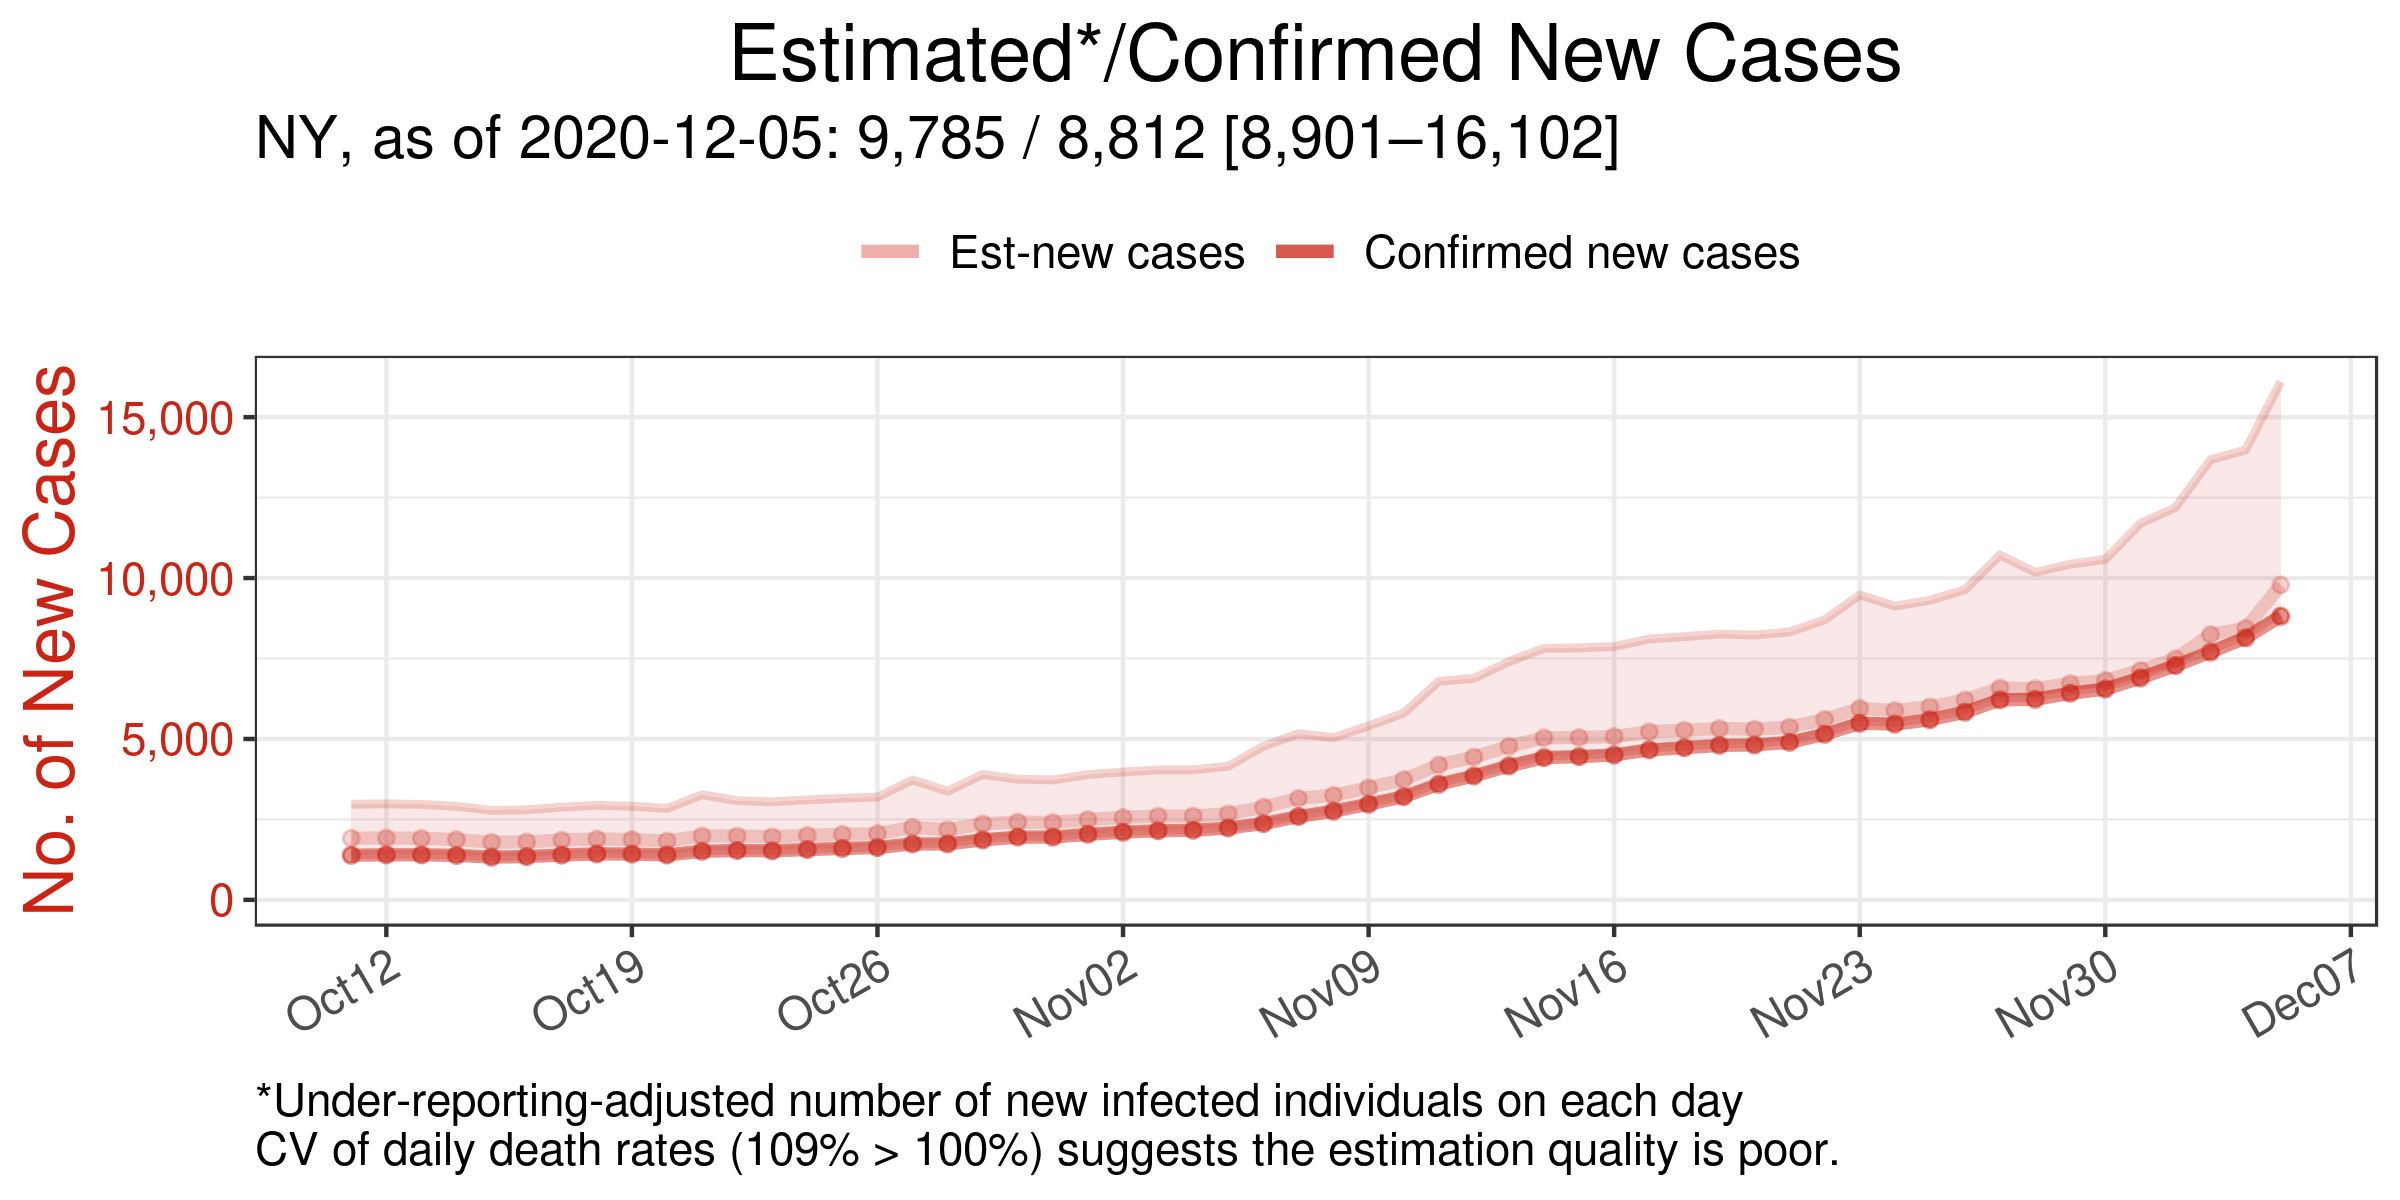 Estimated*/Confirmed New Cases
NY, as of 2020-12-05: 9,785 / 8,812 [8,901–16,102]
Est-new cases
Confirmed new cases
No. of New Cases
15,000
10,000
5,000
0
Oct12
Oct19
Oct26
Nov02
Nov09
Nov16
Nov23
Nov30
Dec07
*Under-reporting-adjusted number of new infected individuals on each day
CV of daily death rates (109% > 100%) suggests the estimation quality is poor.